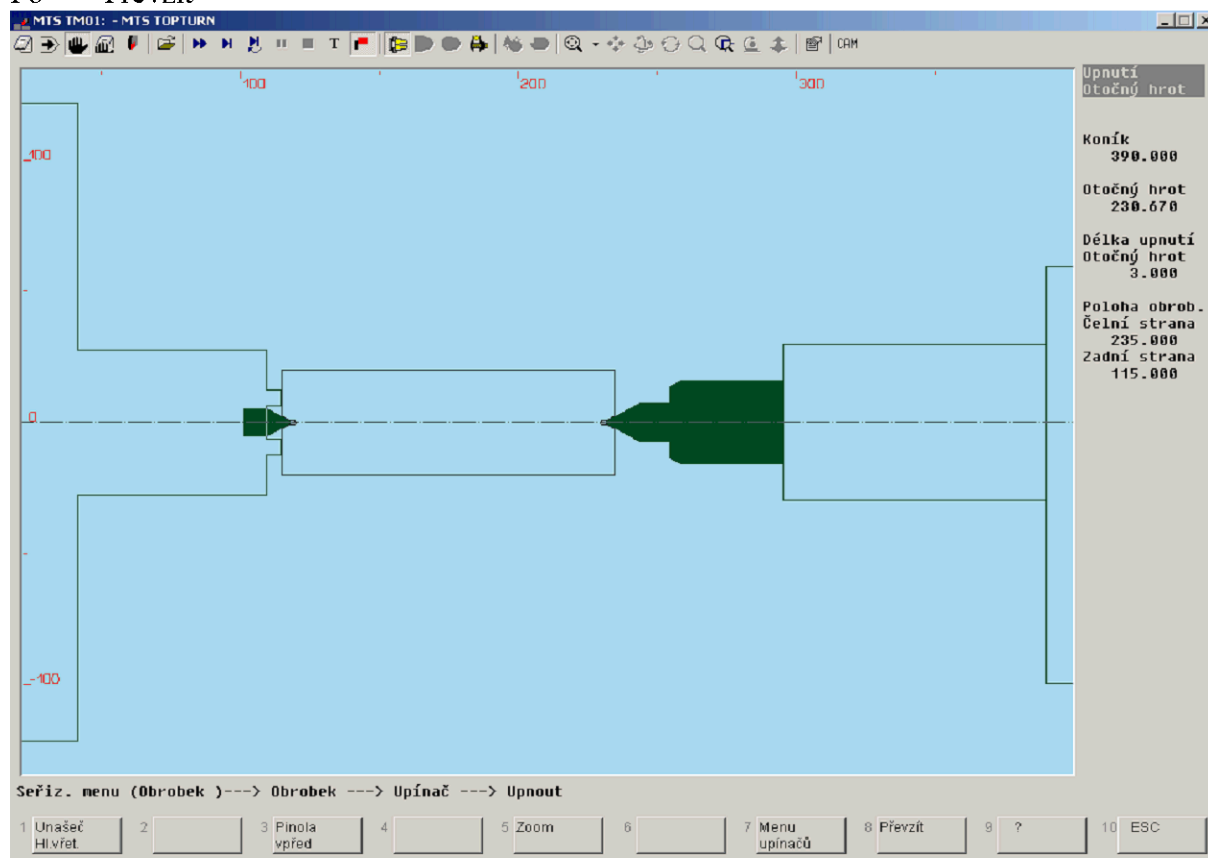 MTS TM01: - MTS TOPTURN
T
CAM
100
200
300
Upnutí
Otočný hrot
100
Koník
390.000
Otočný hrot
230.670
Délka upnutí
Otočný hrot
3.000
Poloha obrob.
Čelní strana
235.000
Zadní strana
115.000
0
-100
Seříz. menu (Obrobek )---> Obrobek ---> Upínač ---> Upnout
1 Unašeč
Hl.vřet.
2
3 Pinola
vpřed
4
5 Zoom
6
7 Menu
upínačů
8 Převzít
9 ?
10 ESC